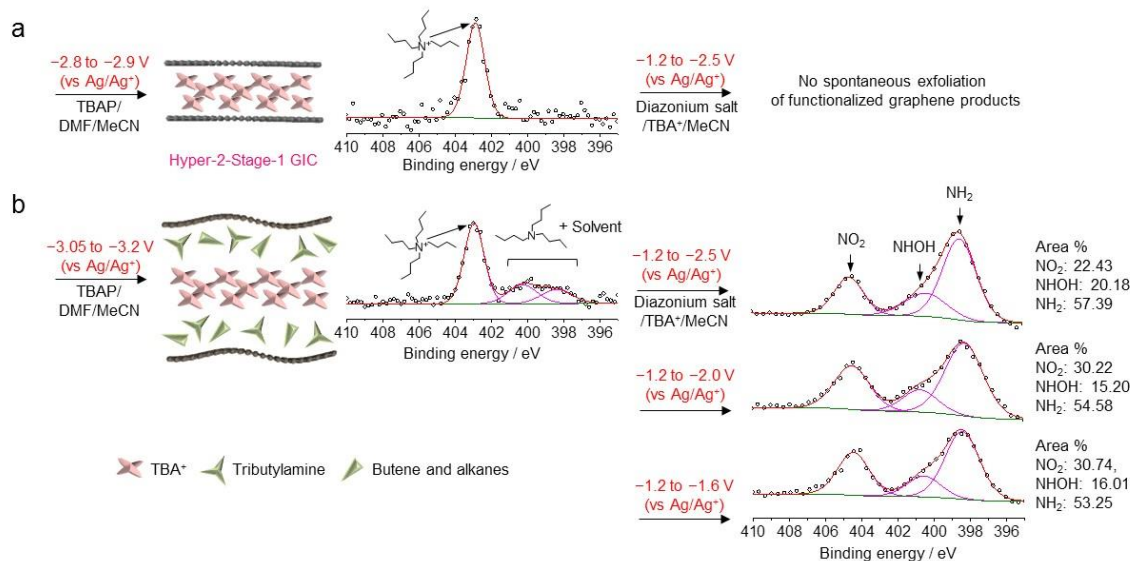 a
−2.8 to −2.9 V
(vs Ag/Ag⁺)
TBAP/
DMF/MeCN
Hyper-2-Stage-1 GIC
N⁺
410 408 406 404 402 400 398 396
Binding energy / eV
−1.2 to −2.5 V
(vs Ag/Ag⁺)
Diazonium salt
/TBA⁺/MeCN
No spontaneous exfoliation
of functionalized graphene products
b
−3.05 to −3.2 V
(vs Ag/Ag⁺)
TBAP/
DMF/MeCN
N⁺
N
+ Solvent
410 408 406 404 402 400 398 396
Binding energy / eV
−1.2 to −2.5 V
(vs Ag/Ag⁺)
Diazonium salt
/TBA⁺/MeCN
NO₂
NHOH
NH₂
Area %
NO₂: 22.43
NHOH: 20.18
NH₂: 57.39
−1.2 to −2.0 V
(vs Ag/Ag⁺)
Area %
NO₂: 30.22
NHOH: 15.20
NH₂: 54.58
−1.2 to −1.6 V
(vs Ag/Ag⁺)
Area %
NO₂: 30.74,
NHOH: 16.01
NH₂: 53.25
410 408 406 404 402 400 398 396
Binding energy / eV
TBA⁺
Tributylamine
Butene and alkanes